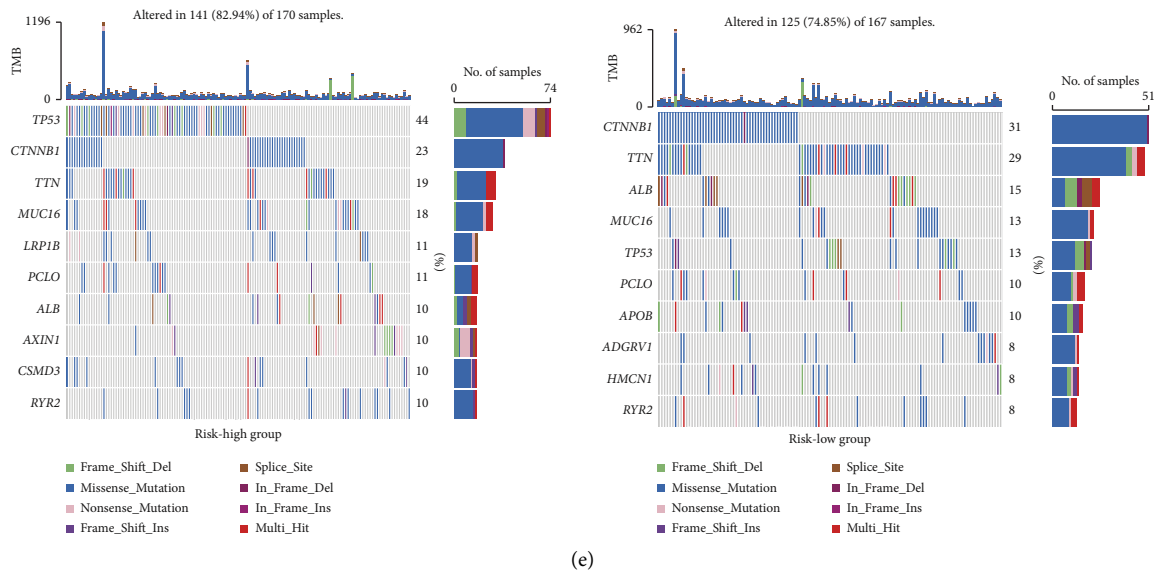 Altered in 141 (82.94%) of 170 samples.
1196
TMB
0
No. of samples
0 74
TP53 44
CTNNB1 23
TTN 19
MUC16 18
LRP1B 11
PCLO 11
ALB 10
AXIN1 10
CSMD3 10
RYR2 10
(%)
Risk-high group
Frame_Shift_Del
Missense_Mutation
Nonsense_Mutation
Frame_Shift_Ins
Splice_Site
In_Frame_Del
In_Frame_Ins
Multi_Hit
Altered in 125 (74.85%) of 167 samples.
962
TMB
0
No. of samples
0 51
CTNNB1 31
TTN 29
ALB 15
MUC16 13
TP53 13
PCLO 10
APOB 10
ADGRV1 8
HMCN1 8
RYR2 8
(%)
Risk-low group
Frame_Shift_Del
Missense_Mutation
Nonsense_Mutation
Frame_Shift_Ins
Splice_Site
In_Frame_Del
In_Frame_Ins
Multi_Hit
(e)